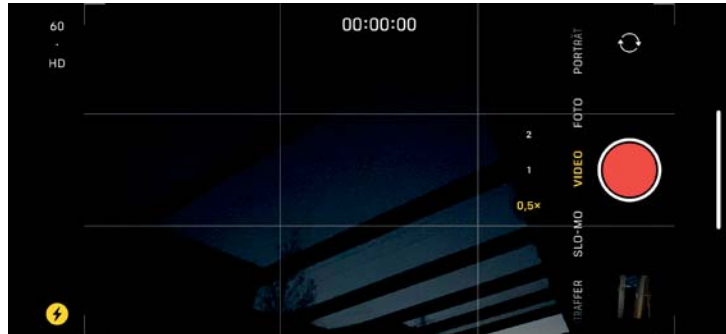 60
·
HD
00:00:00
2
1
0,5×
PORTRÄT
FOTO
VIDEO
SLO-MO
TRAFFER